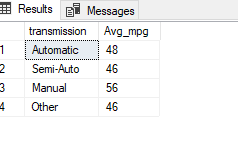 Results Messages
transmission Avg_mpg
1 Automatic 48
2 Semi-Auto 46
3 Manual 56
4 Other 46